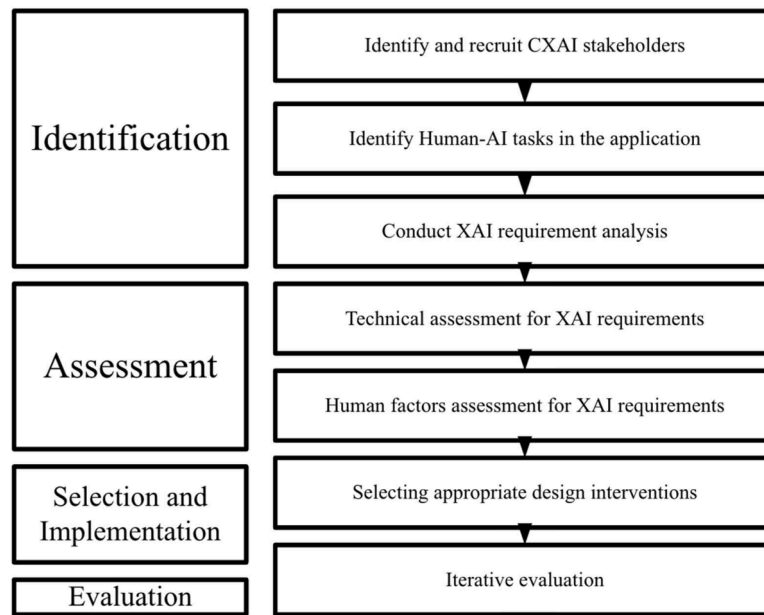 Identification
Identify and recruit CXAI stakeholders
Identify Human-AI tasks in the application
Conduct XAI requirement analysis
Assessment
Technical assessment for XAI requirements
Human factors assessment for XAI requirements
Selection and
Implementation
Selecting appropriate design interventions
Evaluation
Iterative evaluation